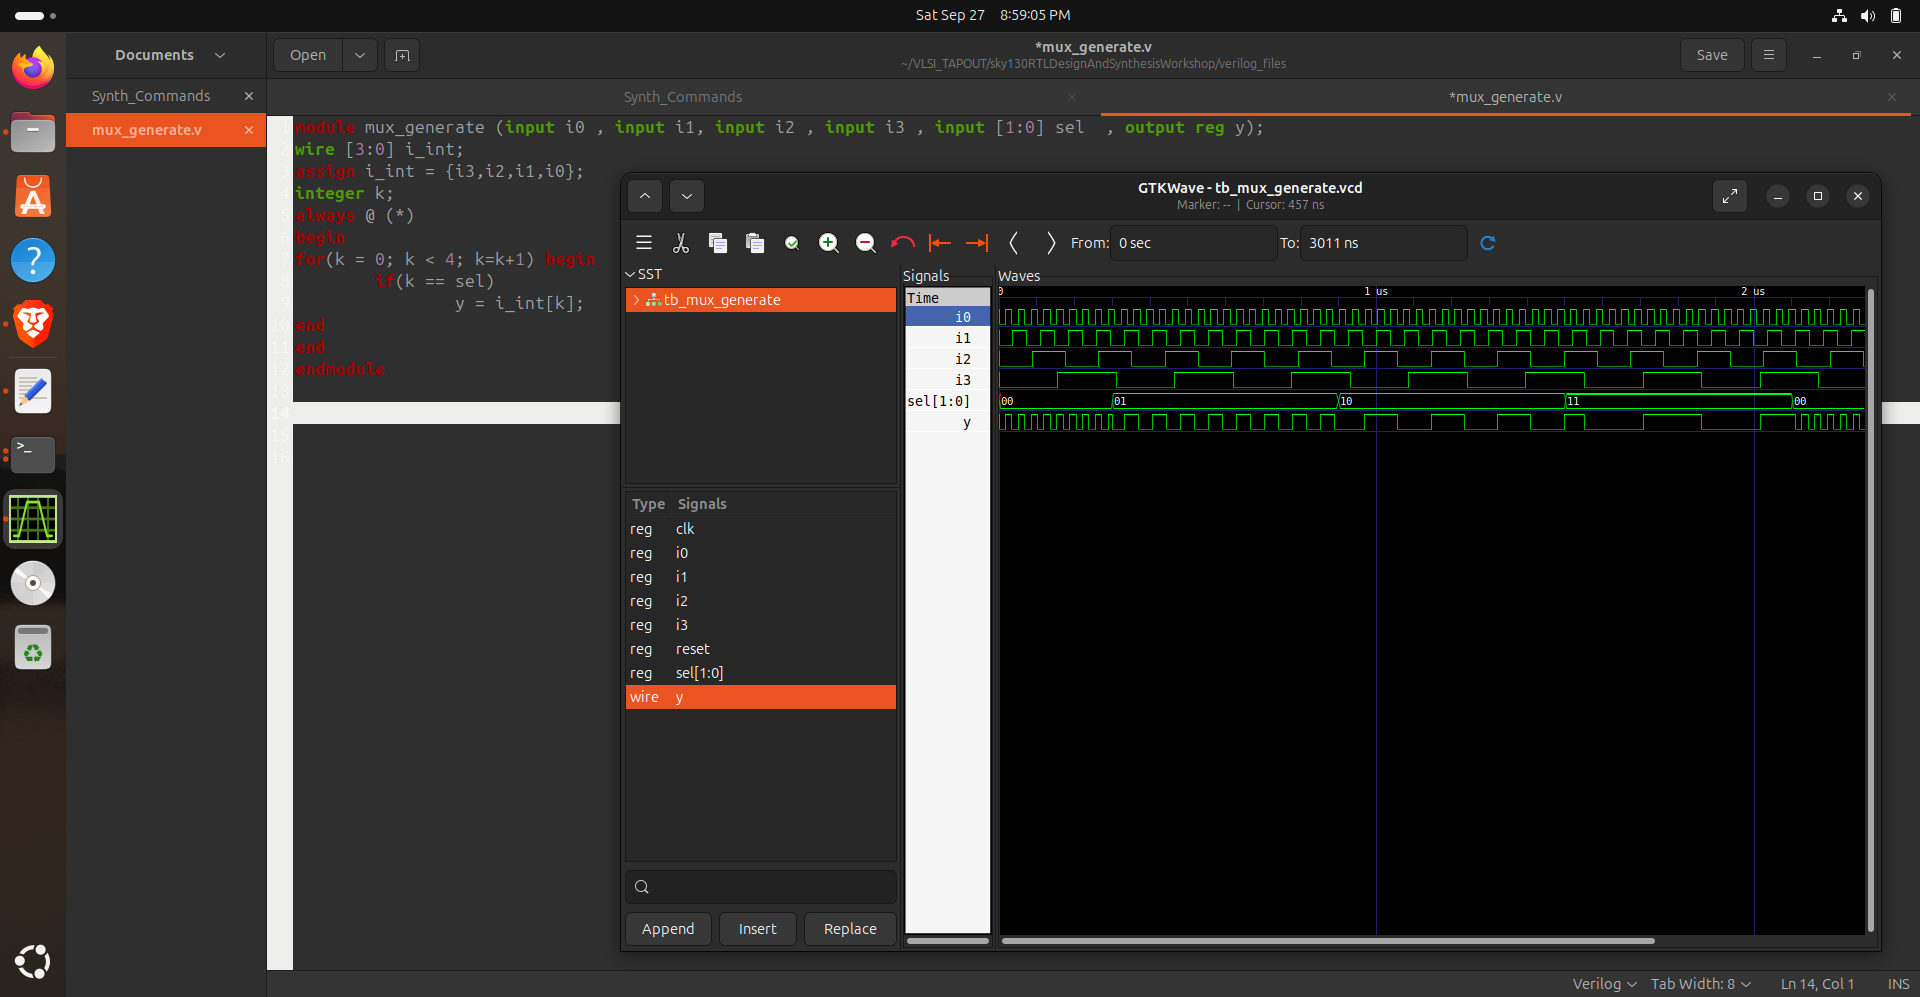 Sat Sep 27 8:59:05 PM
Documents
Open
*mux_generate.v
~/VLSI_TAPOUT/sky130RTLDesignAndSynthesisWorkshop/verilog_files
Save
Synth_Commands
mux_generate.v
Synth_Commands
*mux_generate.v
1 module mux_generate (input i0 , input i1, input i2 , input i3 , input [1:0] sel  , output reg y);
2 wire [3:0] i_int;
3 assign i_int = {i3,i2,i1,i0};
4 integer k;
5 always @ (*)
6 begin
7 for(k = 0; k < 4; k=k+1) begin
8         if(k == sel)
9                 y = i_int[k];
10 end
11 end
12 endmodule
13
14
15
16
GTKWave - tb_mux_generate.vcd
Marker: -- | Cursor: 457 ns
From: 0 sec To: 3011 ns
SST
tb_mux_generate
Type Signals
reg clk
reg i0
reg i1
reg i2
reg i3
reg reset
reg sel[1:0]
wire y
Append Insert Replace
Signals
Time
i0
i1
i2
i3
sel[1:0]
y
Waves
0 1 us 2 us
00 01 10 11 00
Verilog Tab Width: 8 Ln 14, Col 1 INS